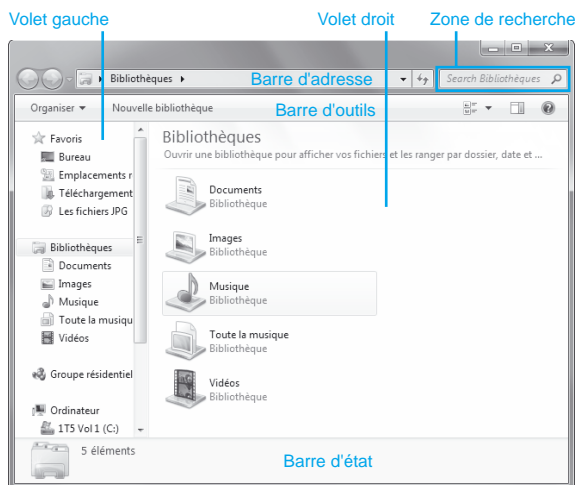 Volet gauche Volet droit Zone de recherche
Bibliothèques Barre d'adresse Search Bibliothèques
Organiser Nouvelle bibliothèque Barre d'outils
Favoris
Bureau
Emplacements r
Téléchargement
Les fichiers JPG
Bibliothèques
Documents
Images
Musique
Toute la musiqu
Vidéos
Groupe résidentiel
Ordinateur
1T5 Vol 1 (C:)
Bibliothèques
Ouvrir une bibliothèque pour afficher vos fichiers et les ranger par dossier, date et ...
Documents
Bibliothèque
Images
Bibliothèque
Musique
Bibliothèque
Toute la musique
Bibliothèque
Vidéos
Bibliothèque
5 éléments
Barre d'état